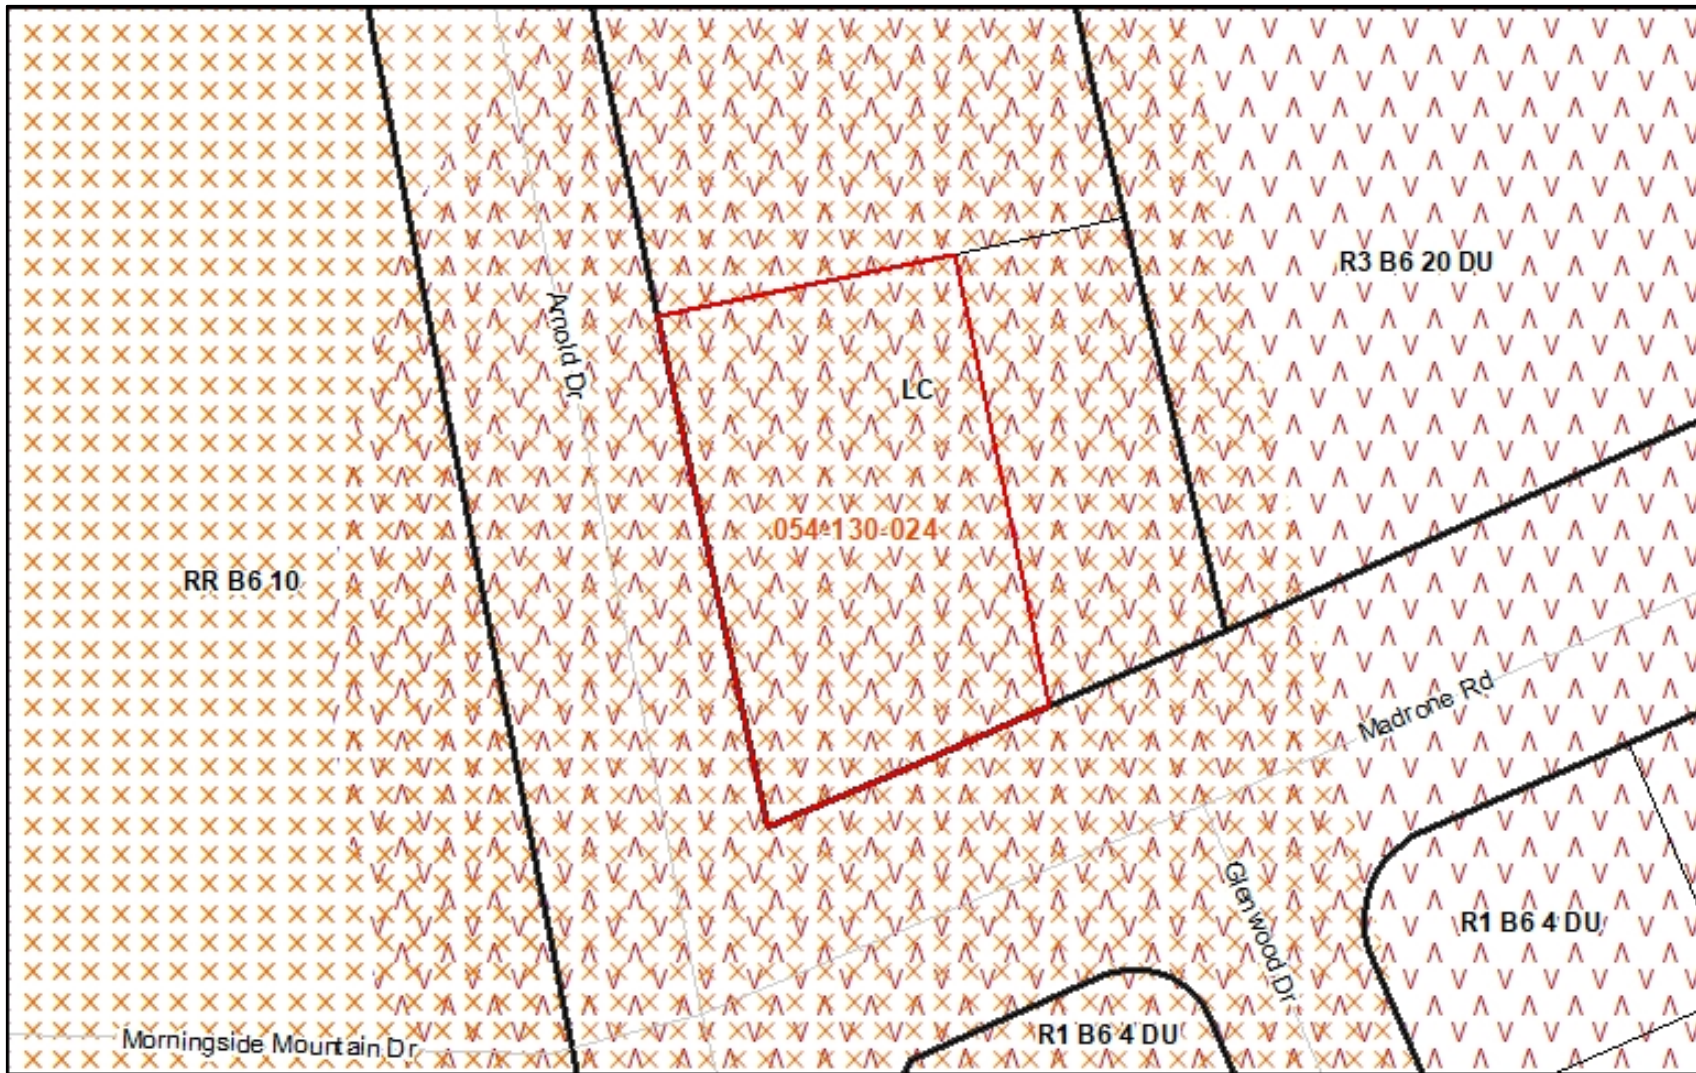 R3 B6 20 DU
Arnold Dr
LC
054-130-024
RR B6 10
Madrone Rd
Glenwood Dr
R1 B6 4 DU
R1 B6 4 DU
Morningside Mountain Dr